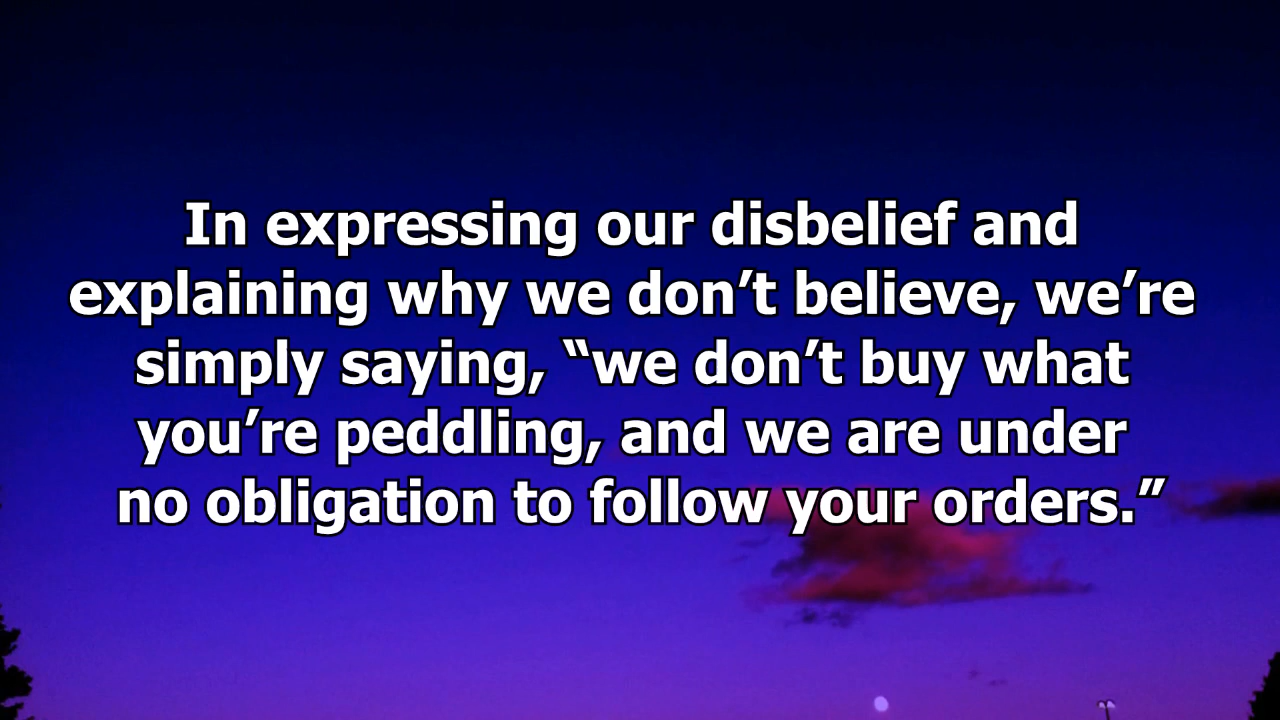 In expressing our disbelief and
explaining why we don’t believe, we’re
simply saying, “we don’t buy what
you’re peddling, and we are under
no obligation to follow your orders.”